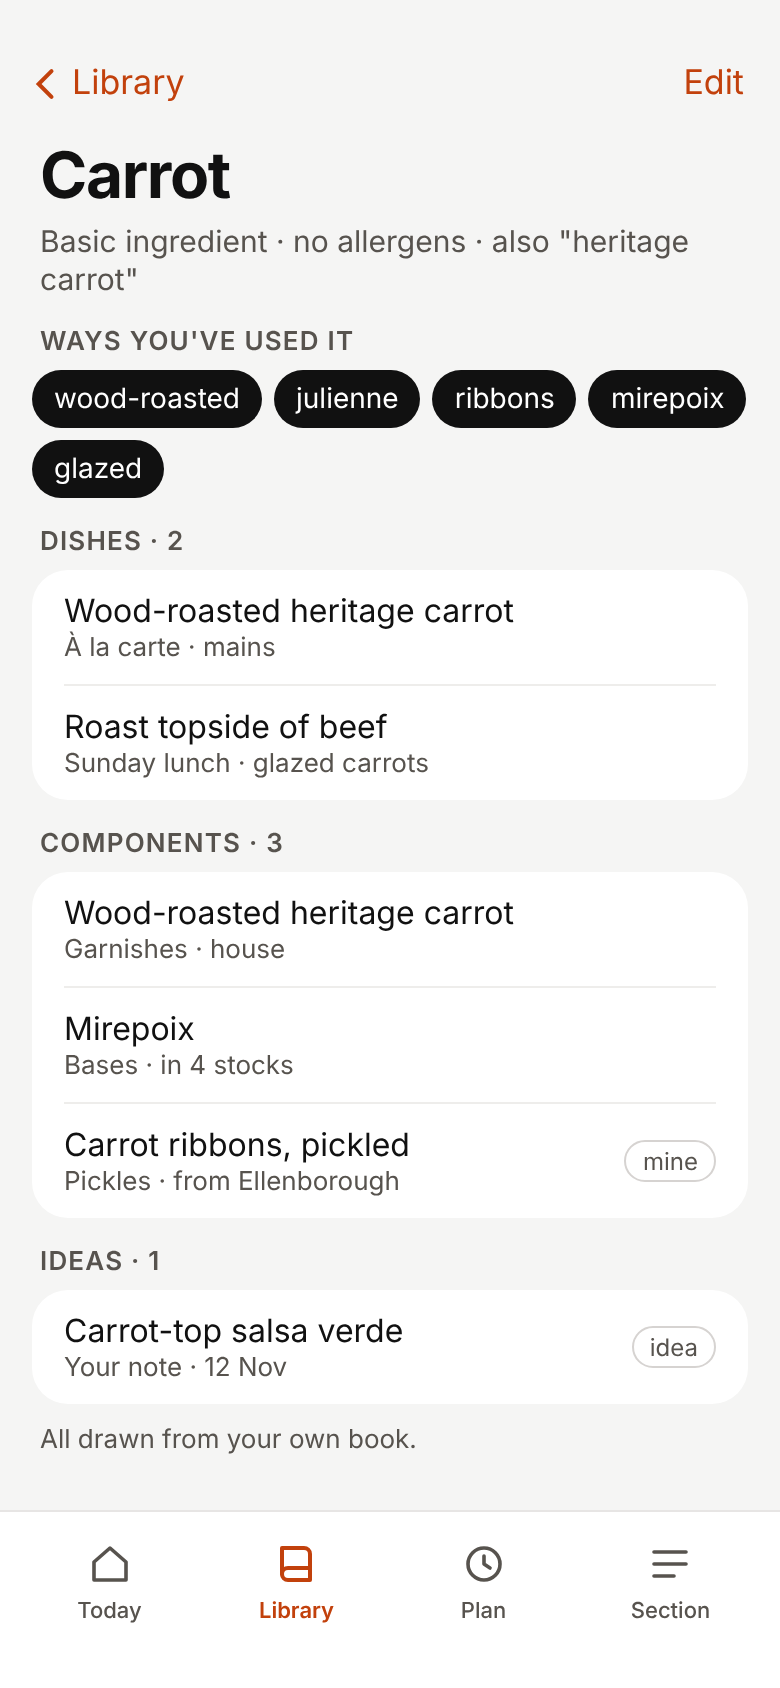 Library
Edit
Carrot
Basic ingredient · no allergens · also "heritage
carrot"
WAYS YOU'VE USED IT
wood-roasted
julienne
ribbons
mirepoix
glazed
DISHES · 2
Wood-roasted heritage carrot
À la carte · mains
Roast topside of beef
Sunday lunch · glazed carrots
COMPONENTS · 3
Wood-roasted heritage carrot
Garnishes · house
Mirepoix
Bases · in 4 stocks
Carrot ribbons, pickled
Pickles · from Ellenborough
mine
IDEAS · 1
Carrot-top salsa verde
Your note · 12 Nov
idea
All drawn from your own book.
Today
Library
Plan
Section